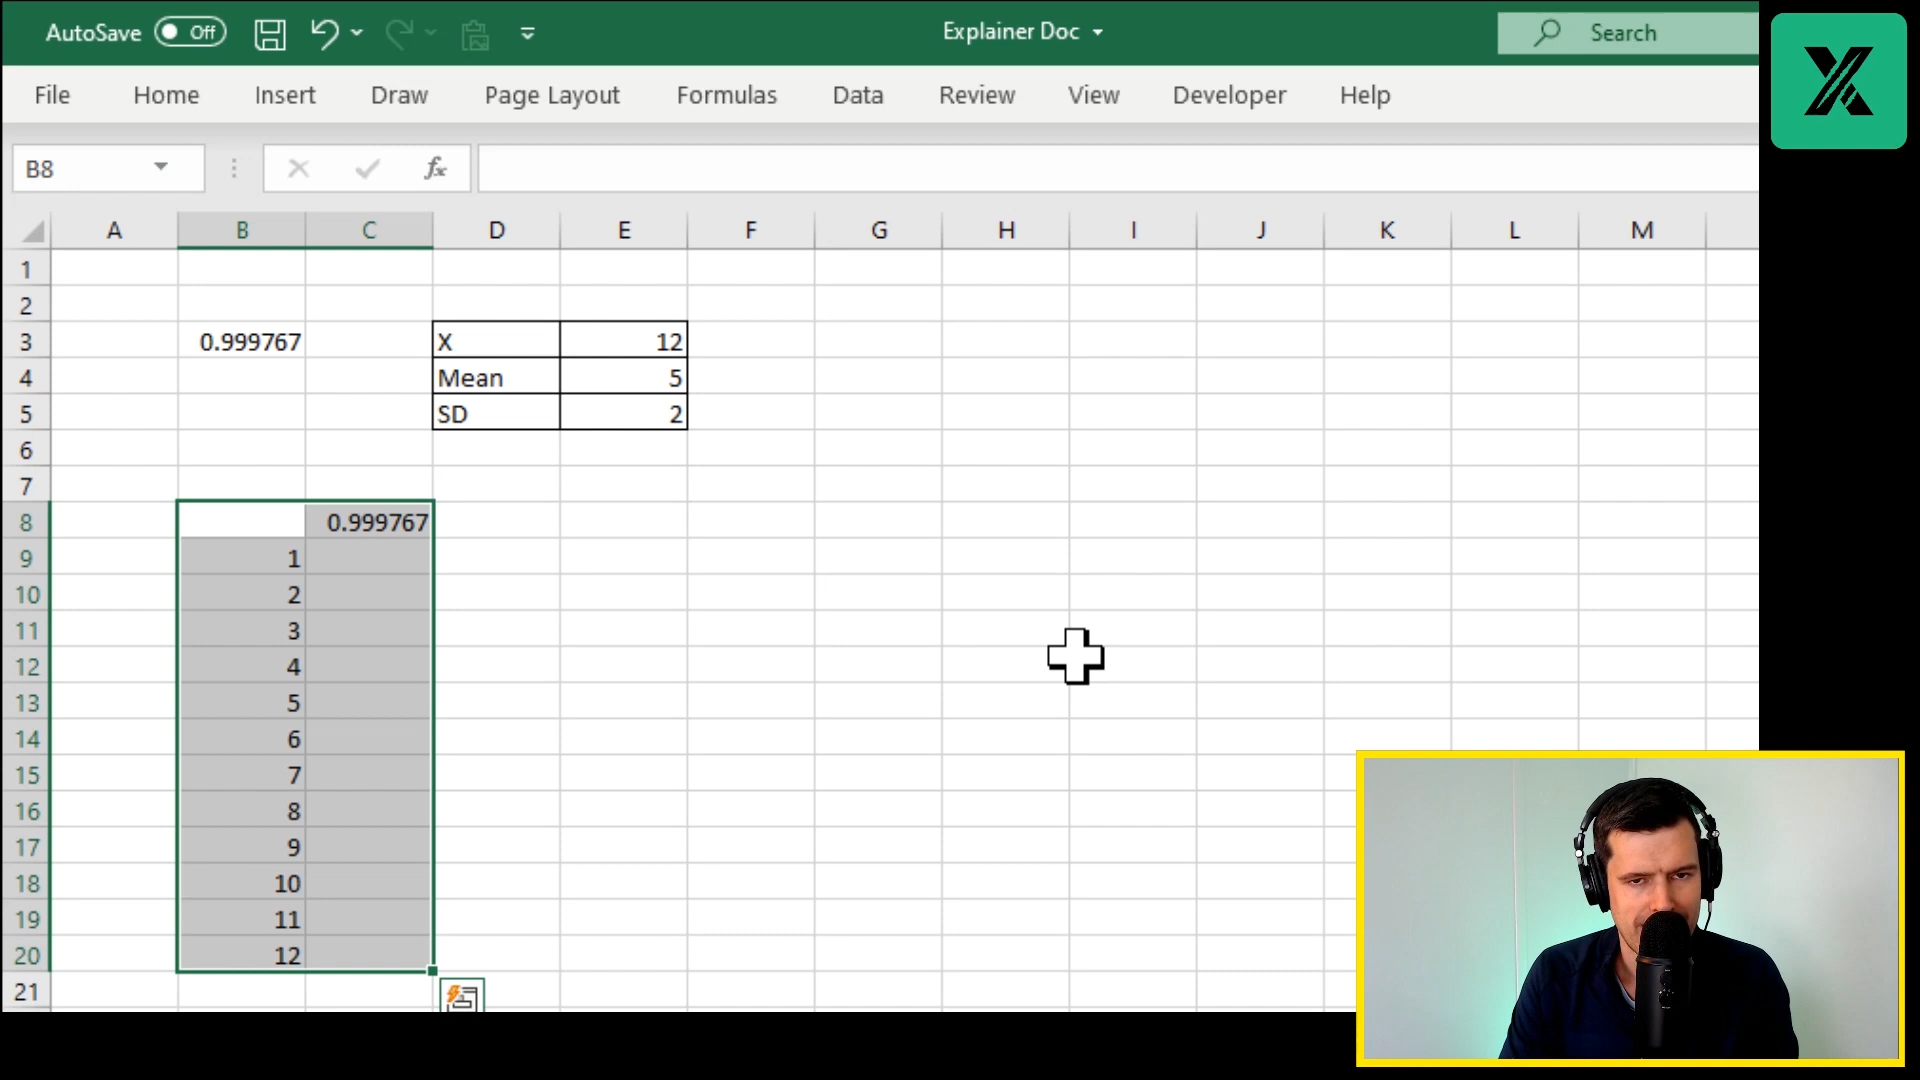 AutoSave Off Explainer Doc Search
File Home Insert Draw Page Layout Formulas Data Review View Developer Help
B8 fx
A B C D E F G H I J K L M
1
2
3 0.999767 X 12
4 Mean 5
5 SD 2
6
7
8 0.999767
9 1
10 2
11 3
12 4
13 5
14 6
15 7
16 8
17 9
18 10
19 11
20 12
21